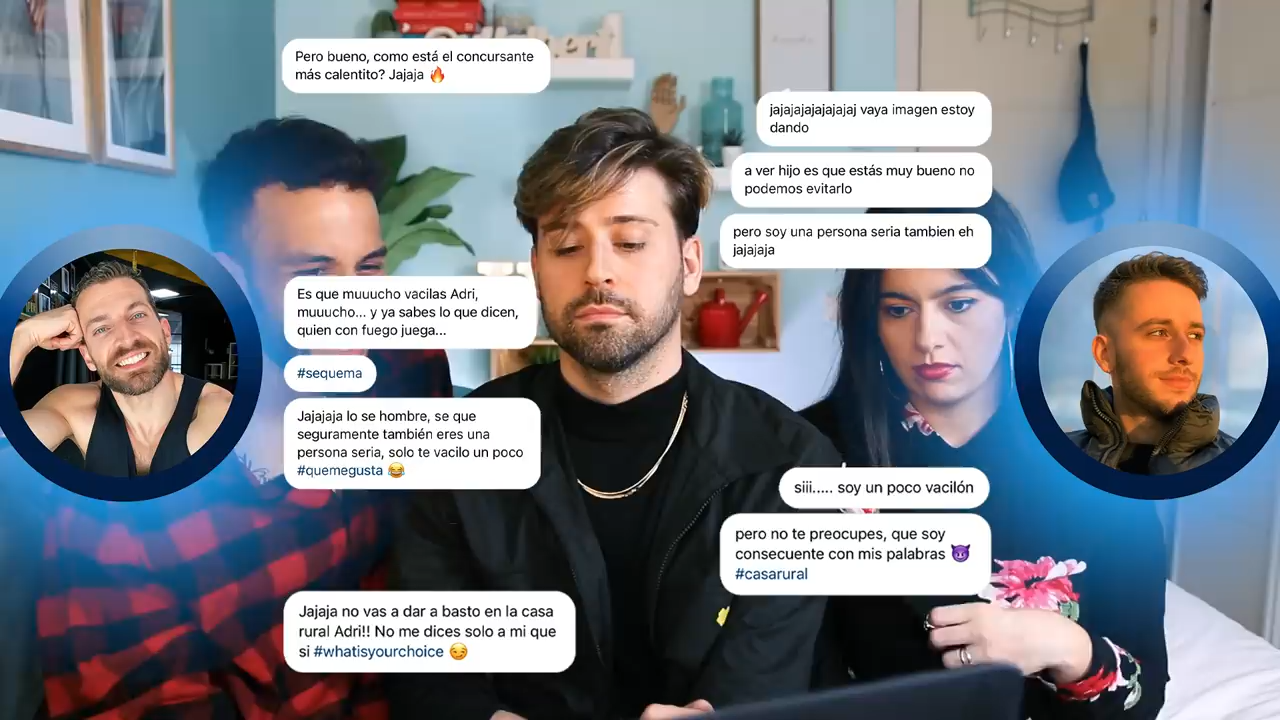 Pero bueno, como está el concursante
más calentito? Jajaja 🔥
jajajajajajajajaj vaya imagen estoy
dando
a ver hijo es que estás muy bueno no
podemos evitarlo
pero soy una persona seria tambien eh
jajajaja
Es que muuucho vacilas Adri,
muuucho... y ya sabes lo que dicen,
quien con fuego juega...
#sequema
Jajajaja lo se hombre, se que
seguramente también eres una
persona seria, solo te vacilo un poco
#quemegusta 😂
siii..... soy un poco vacilón
pero no te preocupes, que soy
consecuente con mis palabras 😈
#casarural
Jajaja no vas a dar a basto en la casa
rural Adri!! No me dices solo a mi que
si #whatisyourchoice 😏